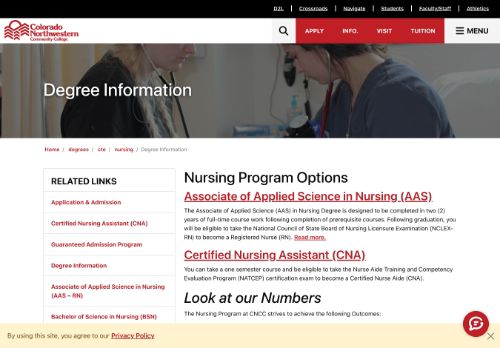 D2L | Crossroads | Navigate | Students | Faculty/Staff | Athletics
Colorado
Northwestern
Community College
APPLY INFO. VISIT TUITION MENU
Degree Information
Home / degrees / cte / nursing / Degree Information
RELATED LINKS
Application & Admission
Certified Nursing Assistant (CNA)
Guaranteed Admission Program
Degree Information
Associate of Applied Science in Nursing
(AAS – RN)
Bachelor of Science in Nursing (BSN)
Nursing Program Options
Associate of Applied Science in Nursing (AAS)
The Associate of Applied Science (AAS) in Nursing Degree is designed to be completed in two (2)
years of full-time course work following completion of prerequisite courses. Following graduation, you
will be eligible to take the National Council of State Board of Nursing Licensure Examination (NCLEX-
RN) to become a Registered Nurse (RN). Read more.
Certified Nursing Assistant (CNA)
You can take a one semester course and be eligible to take the Nurse Aide Training and Competency
Evaluation Program (NATCEP) certification exam to become a Certified Nurse Aide (CNA).
Look at our Numbers
The Nursing Program at CNCC strives to achieve the following Outcomes:
By using this site, you agree to our Privacy Policy